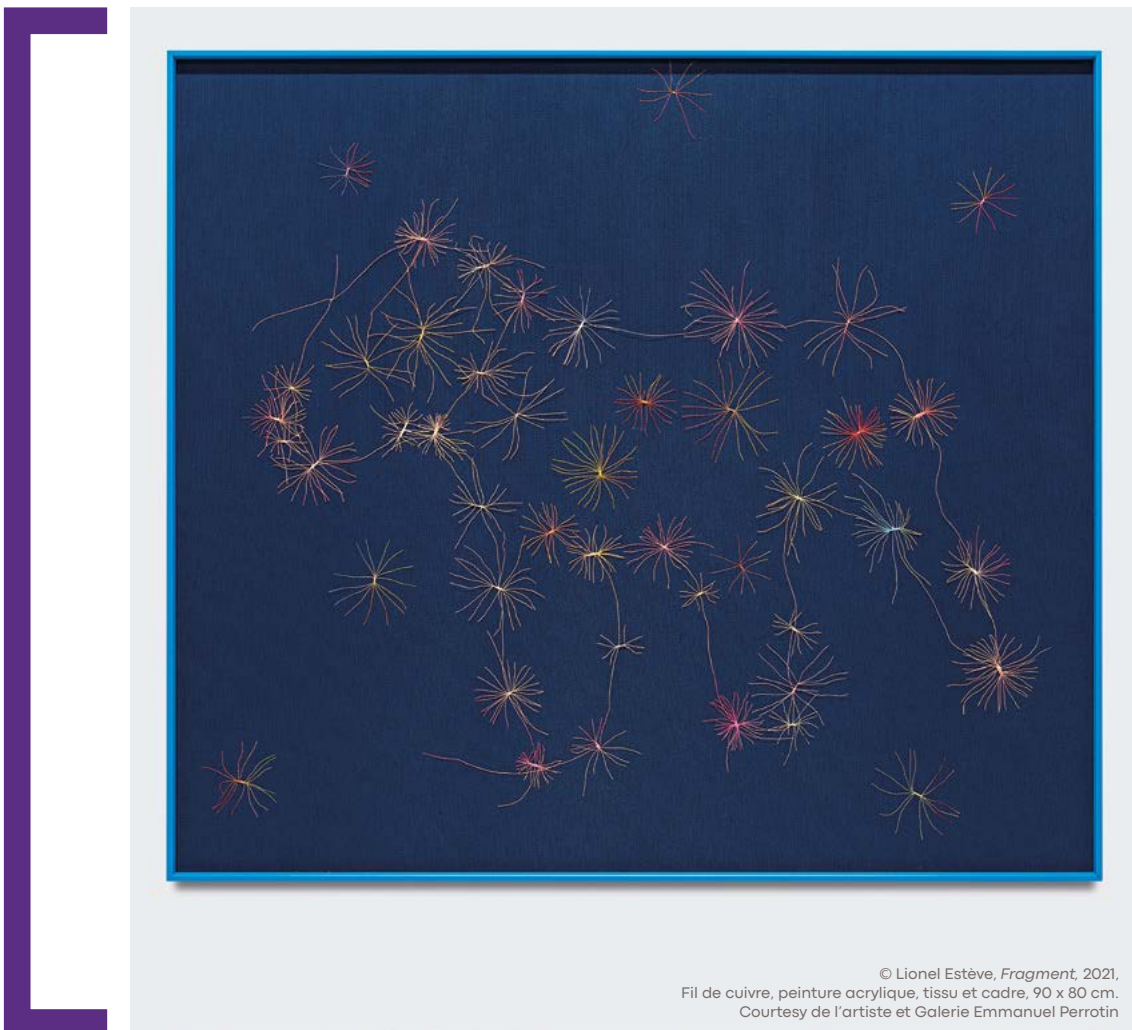 © Lionel Estève, Fragment, 2021,
Fil de cuivre, peinture acrylique, tissu et cadre, 90 x 80 cm.
Courtesy de l'artiste et Galerie Emmanuel Perrotin